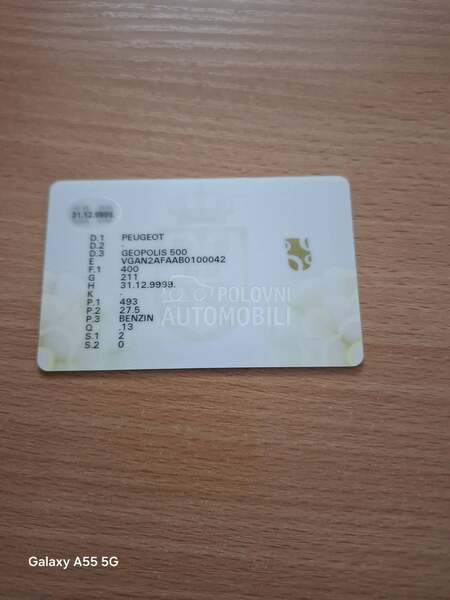 31.12.9999.
D.1 PEUGEOT
D.2 .
D.3 GEOPOLIS 500
E VGAN2AFAAB0100042
F.1 400
G 211
H 31.12.9999.
K .
P.1 493
P.2 27.5
P.3 BENZIN
Q .13
S.1 2
S.2 0
POLOVNI
AUTOMOBILI
Galaxy A55 5G